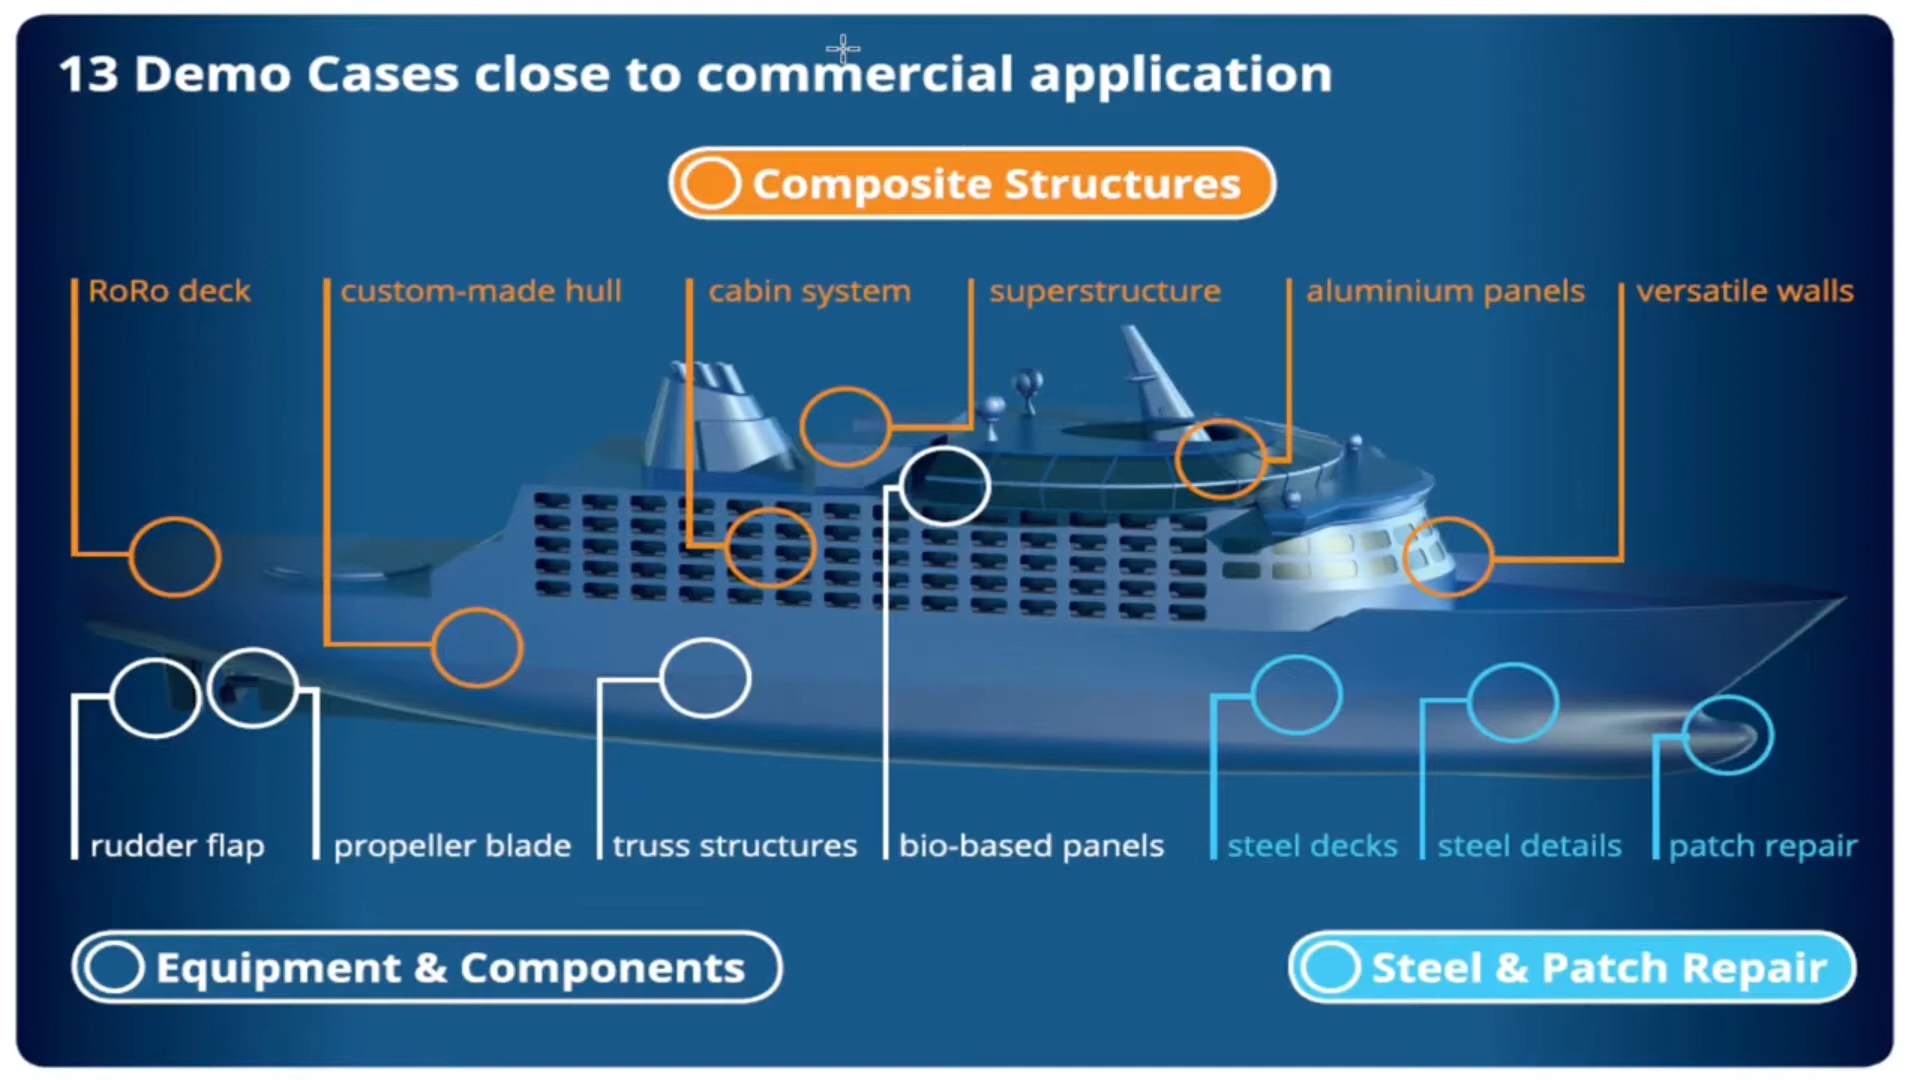 13 Demo Cases close to commercial application
Composite Structures
RoRo deck
custom-made hull
cabin system
superstructure
aluminium panels
versatile walls
rudder flap
propeller blade
truss structures
bio-based panels
steel decks
steel details
patch repair
Equipment & Components
Steel & Patch Repair